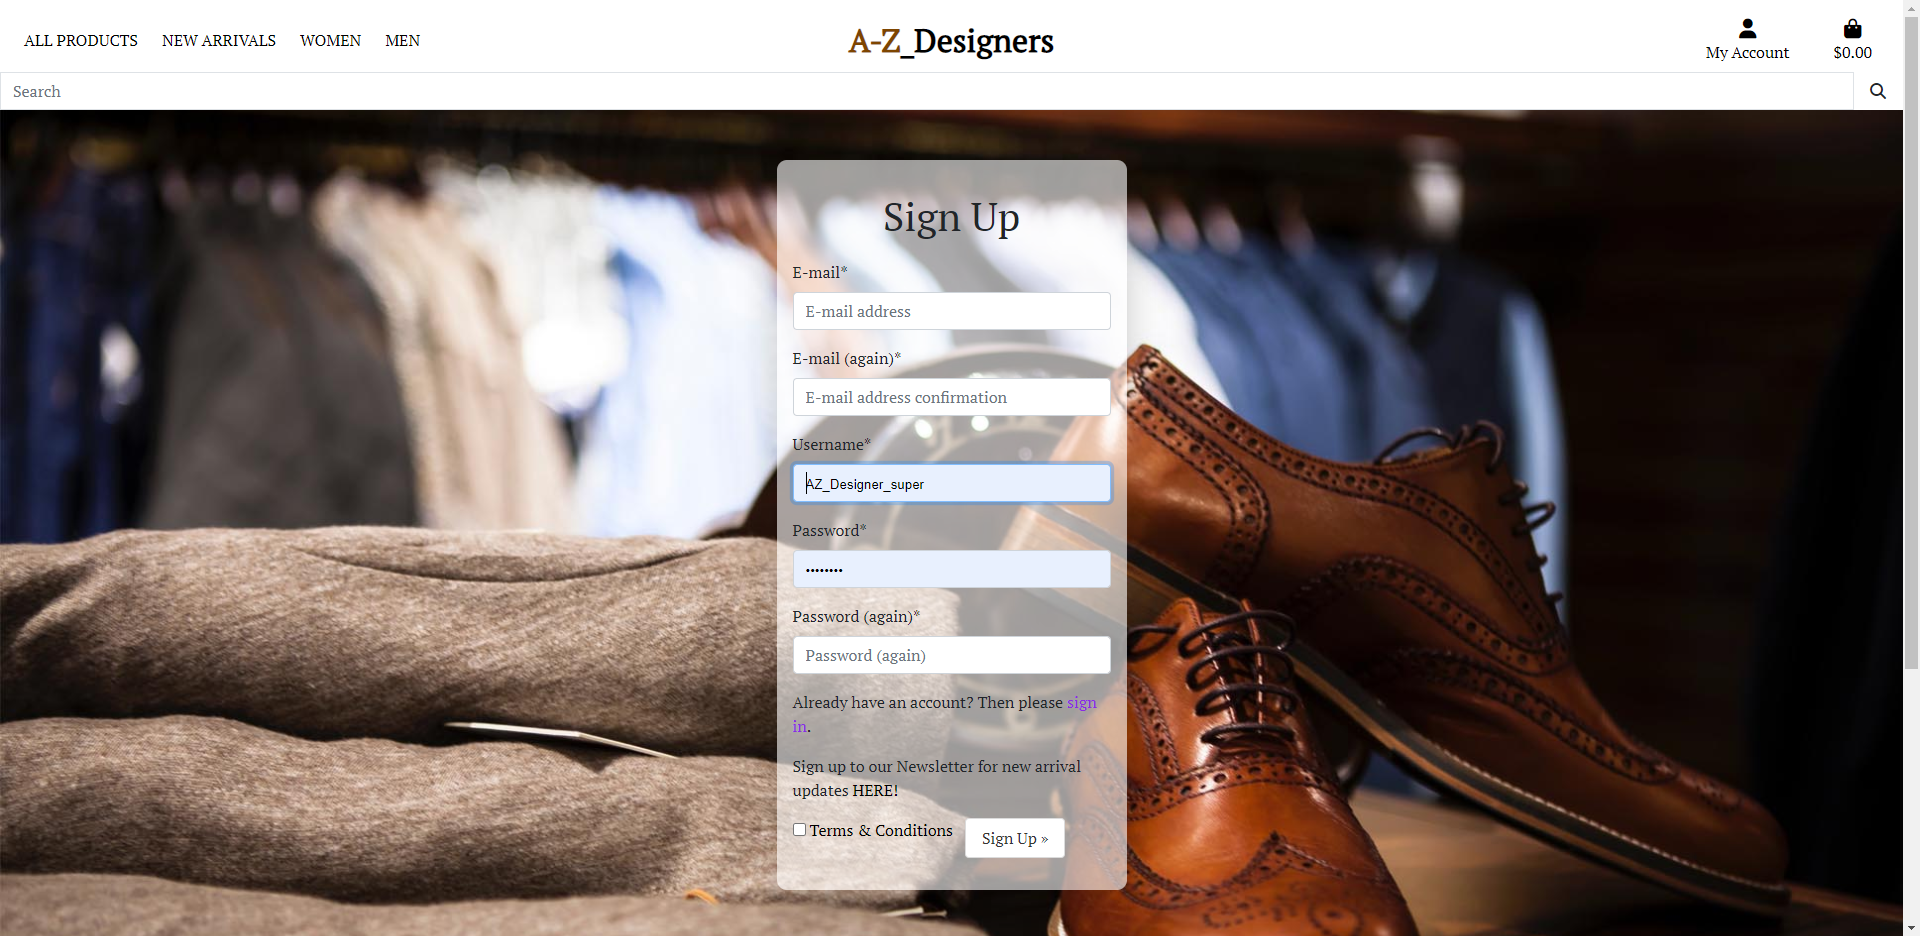 ALL PRODUCTS NEW ARRIVALS WOMEN MEN
A-Z_Designers
My Account
$0.00
Search
Sign Up
E-mail*
E-mail address
E-mail (again)*
E-mail address confirmation
Username*
AZ_Designer_super
Password*
••••••••
Password (again)*
Password (again)
Already have an account? Then please sign
in.
Sign up to our Newsletter for new arrival
updates HERE!
Terms & Conditions
Sign Up »